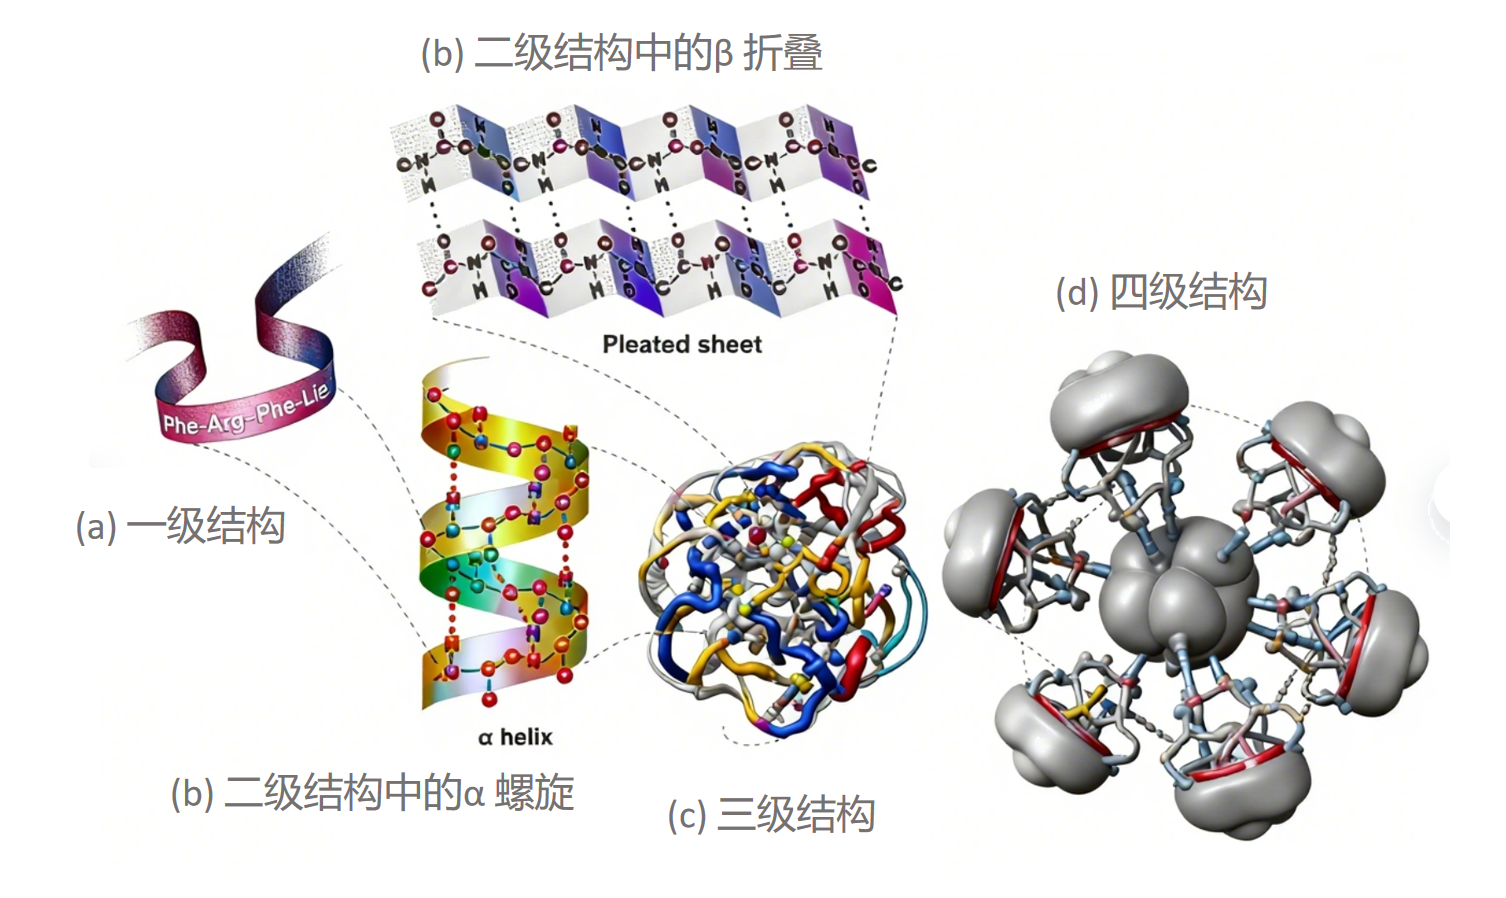 (b) 二级结构中的β 折叠
Pleated sheet
(d) 四级结构
Phe-Arg-Phe-Lie
(a) 一级结构
α helix
(b) 二级结构中的α 螺旋
(c) 三级结构